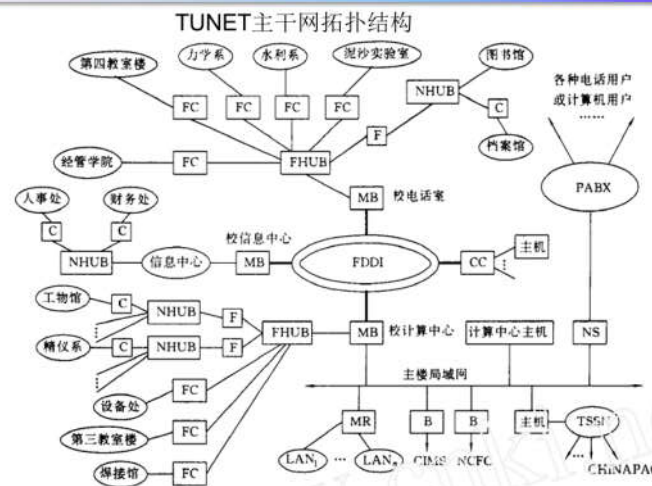 TUNET主干网拓扑结构
第四教室楼
力学系
水利系
泥沙实验室
图书馆
各种电话用户
或计算机用户
……
FC
FC
FC
FC
NHUB
C
F
档案馆
经管学院
FC
FHUB
PABX
人事处
财务处
MB
校电话室
C
C
校信息中心
NHUB
信息中心
MB
FDDI
CC
主机
工物馆
C
NHUB
F
精仪系
C
NHUB
F
FHUB
MB
校计算中心
计算中心主机
NS
设备处
FC
主楼局域网
第三教室楼
FC
MR
B
B
主机
TSSN
焊接馆
FC
LAN1
…
LANn
CIMS
NCFC
…
CHINAPAC